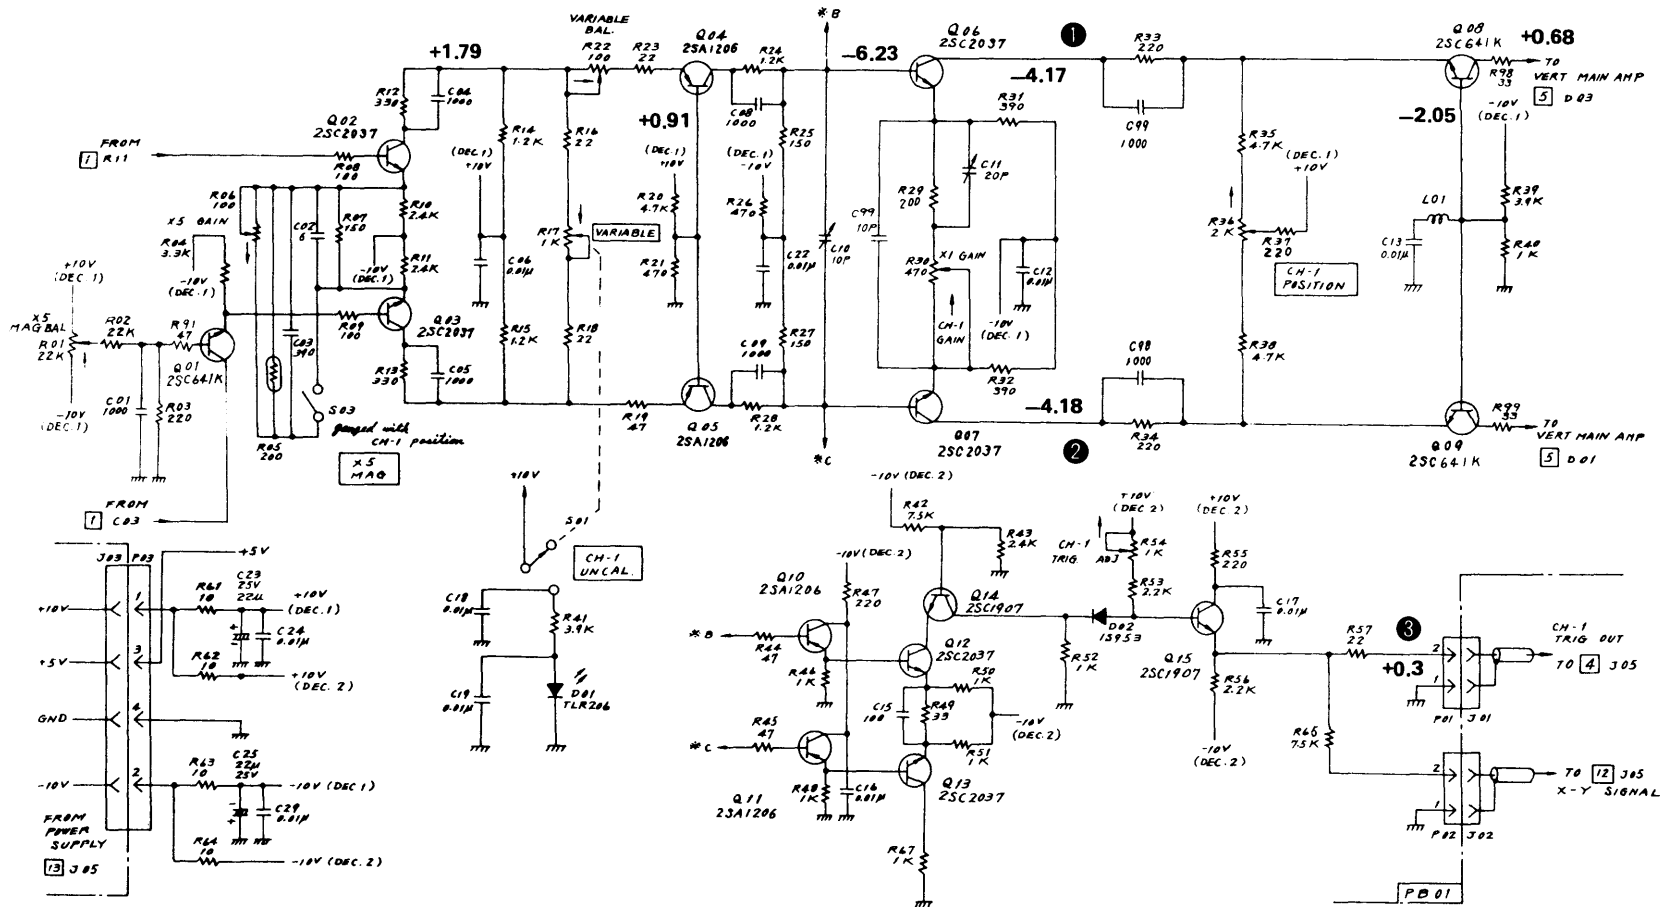 VARIABLE
BAL.
R22
100
R23
22
Q04
2SA1206
R24
1.2K
*B
Q06
2SC2037
1
R33
220
Q08
2SC641K
+0.68
+1.79
-6.23
-4.17
R98
33
TO
VERT MAIN AMP
5 D03
R12
330
C04
1000
Q02
2SC2037
FROM
1 R11
R08
100
R14
1.2K
R16
22
+0.91
C08
1000
R25
150
R31
390
C99
1000
-2.05
-10V
(DEC.1)
R06
100
X5 GAIN
R04
3.3K
-10V
(DEC.1)
C02
6
R07
150
R10
2.4K
R11
2.4K
-10V
(DEC.1)
(DEC.1)
+10V
C06
0.01μ
R17
1K
VARIABLE
(DEC.1)
+10V
R20
4.7K
R21
470
(DEC.1)
-10V
R26
470
C22
0.01μ
C10
10P
C99
10P
R29
200
C11
20P
R30
470
X1 GAIN
CH-1
GAIN
C12
0.01μ
-10V
(DEC.1)
R35
4.7K
(DEC.1)
+10V
R36
2K
R37
220
CH-1
POSITION
L01
C13
0.01μ
R39
3.9K
R40
1K
+10V
(DEC.1)
X5
MAG BAL
R01
22K
-10V
(DEC.1)
R02
22K
R91
47
Q01
2SC641K
C01
1000
R03
220
C03
390
R09
100
Q03
2SC2037
R13
330
C05
1000
R15
1.2K
R18
22
R19
47
Q05
2SA1206
C09
1000
R27
150
R28
1.2K
*C
R32
390
-4.18
Q07
2SC2037
2
C98
1000
R34
220
R38
4.7K
Q09
2SC641K
R99
33
TO
VERT MAIN AMP
5 D01
S03
ganged with
CH-1 position
R05
200
X5
MAG
FROM
1 C03
+10V
S01
CH-1
UNCAL.
C18
0.01μ
R41
3.9K
C19
0.01μ
D01
TLR206
J03 P03
+5V
+10V
1
R61
10
C23
25V
22μ
+10V
(DEC.1)
C24
0.01μ
+5V
3
R62
10
+10V
(DEC.2)
GND
4
-10V
2
R63
10
C25
22μ
25V
-10V (DEC 1)
C29
0.01μ
R64
10
-10V (DEC.2)
FROM
POWER
SUPPLY
13 J05
-10V (DEC.2)
R42
7.5K
R43
2.4K
-10V (DEC.2)
Q10
2SA1206
R47
220
*B
R44
47
R46
1K
Q14
2SC1907
Q12
2SC2037
R50
1K
C15
100
R49
33
-10V
(DEC.2)
R51
1K
*C
R45
47
R48
1K
C16
0.01μ
Q11
2SA1206
Q13
2SC2037
R67
1K
+10V
(DEC 2)
CH-1
TRIG. ADJ
R54
1K
R53
2.2K
D02
1S953
R52
1K
+10V
(DEC.2)
R55
220
C17
0.01μ
Q15
2SC1907
R56
2.2K
-10V
(DEC.2)
R57
22
3
+0.3
R65
7.5K
2
1
P01 J01
CH-1
TRIG OUT
TO 4 J05
2
1
P02 J02
TO 12 J05
X-Y SIGNAL
PB01